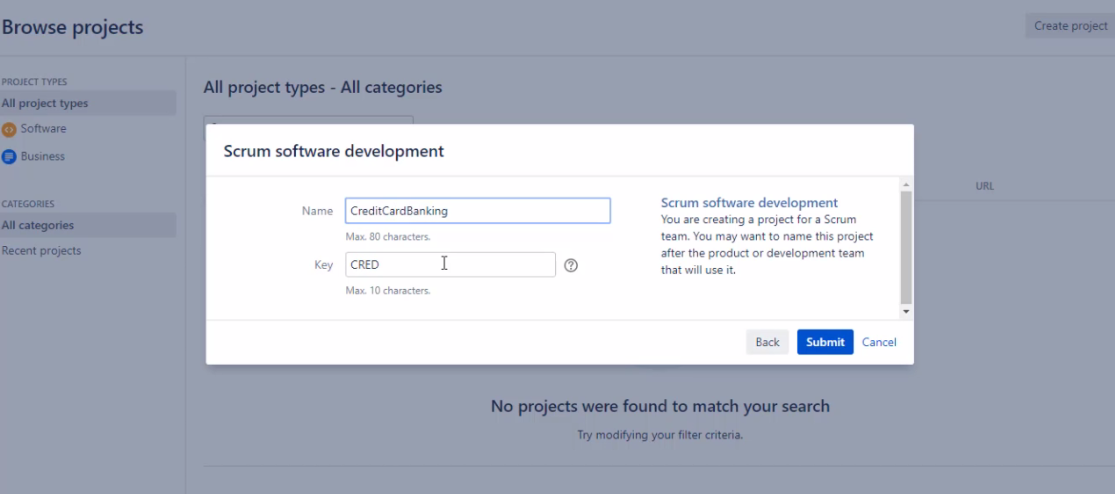 Browse projects
Create project
PROJECT TYPES
All project types
Software
Business
CATEGORIES
All categories
Recent projects
All project types - All categories
URL
Scrum software development
Name
CreditCardBanking
Max. 80 characters.
Key
CRED
Max. 10 characters.
Scrum software development
You are creating a project for a Scrum
team. You may want to name this project
after the product or development team
that will use it.
Back
Submit
Cancel
No projects were found to match your search
Try modifying your filter criteria.